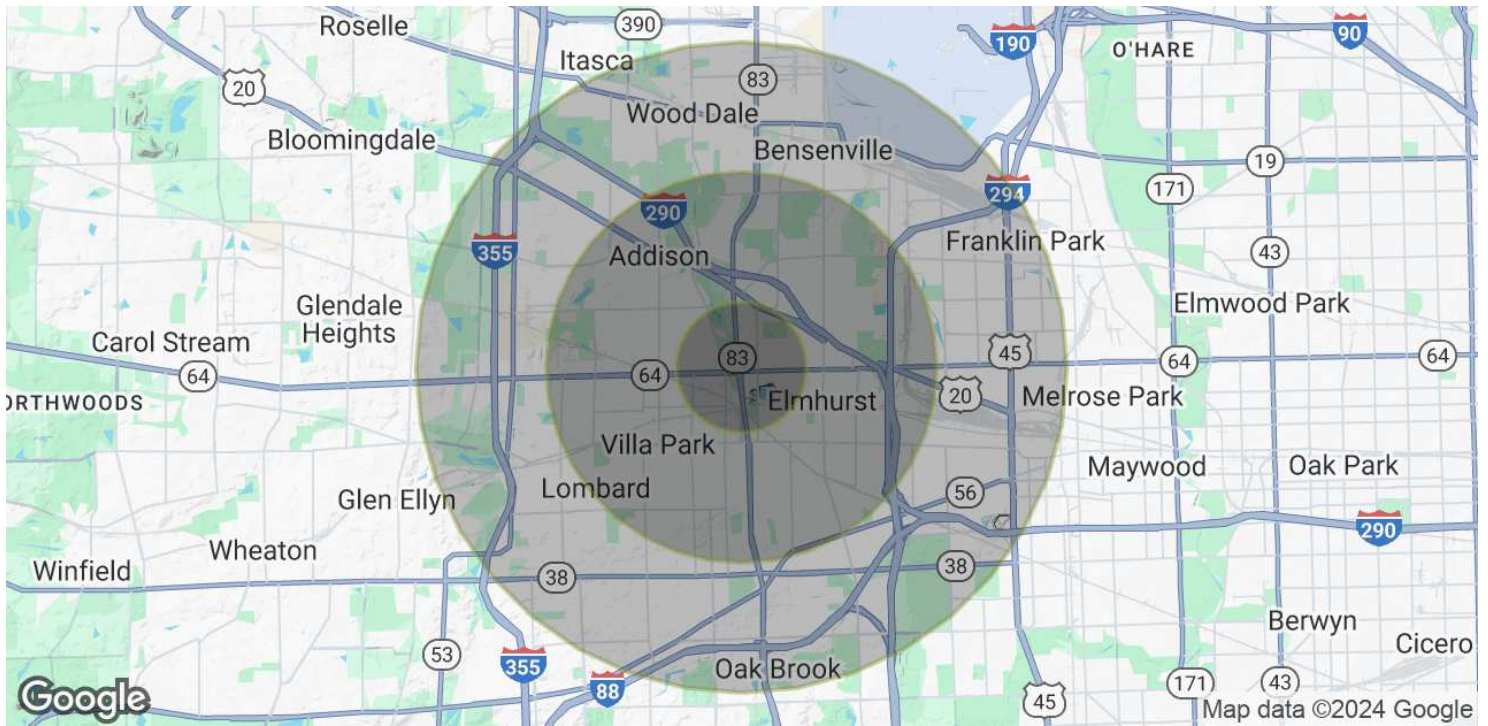 Roselle
390
190
90
O'HARE
Itasca
83
20
Wood Dale
Bloomingdale
Bensenville
19
171
294
290
Franklin Park
355
Addison
43
Glendale
Heights
Elmwood Park
Carol Stream
83
45
64
64
64
64
20
ORTHWOODS
Elmhurst
Melrose Park
Villa Park
Maywood
Oak Park
Lombard
56
Glen Ellyn
290
Wheaton
Winfield
38
38
Berwyn
Cicero
53
355
Oak Brook
88
171
43
45
Google
Map data ©2024 Google